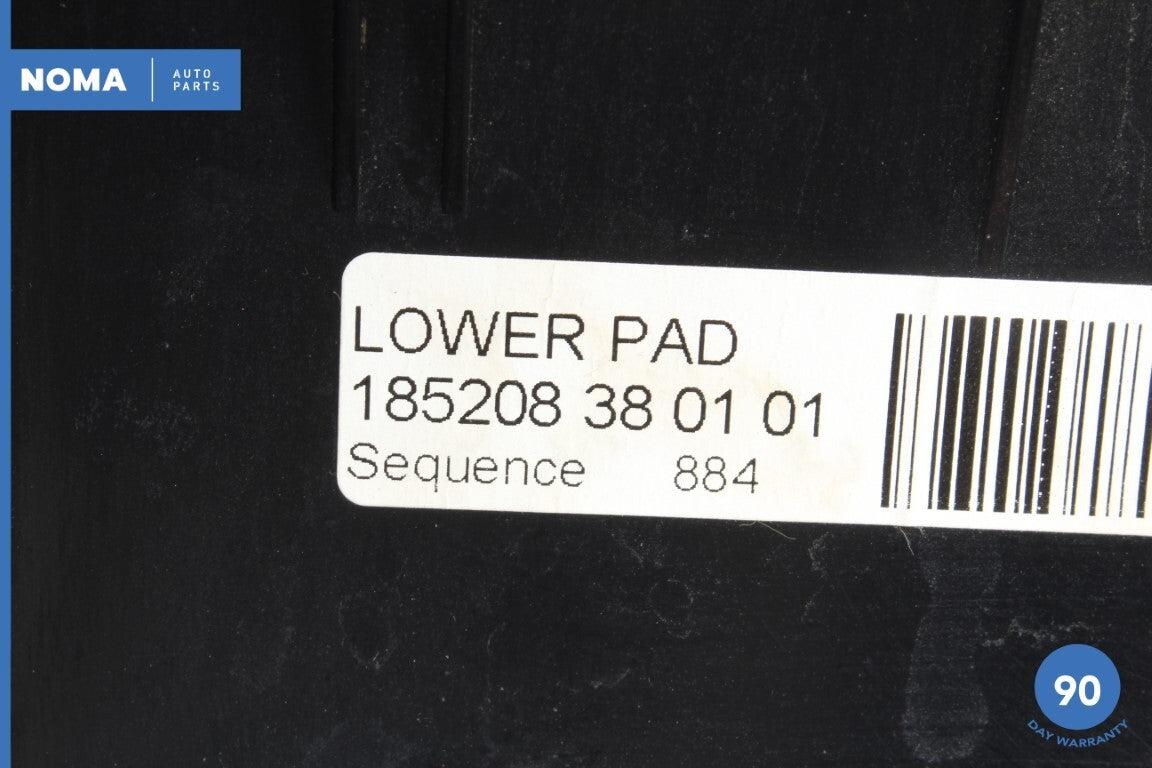 NOMA
AUTO
PARTS
LOWER PAD
185208 38 01 01
Sequence 884
90
DAY WARRANTY